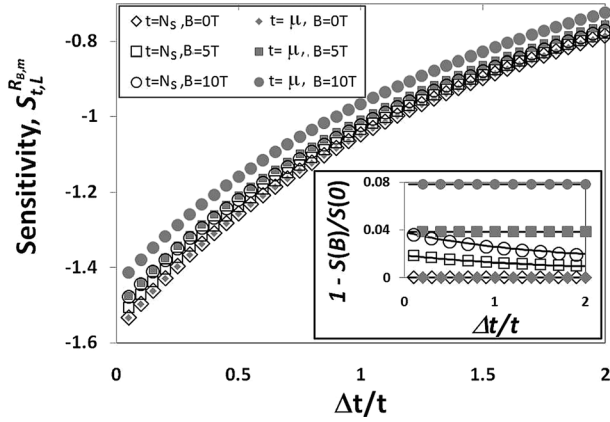 t=N_S, B=0T t= μ, B=0T
t=N_S, B=5T t= μ, B=5T
t=N_S, B=10T t= μ, B=10T
Sensitivity, S_{t,L}^{R_{B,m}}
-0.8
-1
-1.2
-1.4
-1.6
0 0.5 1 1.5 2
Δt/t
1 - S(B)/S(0)
0.08
0.04
0
0 1 2
Δt/t